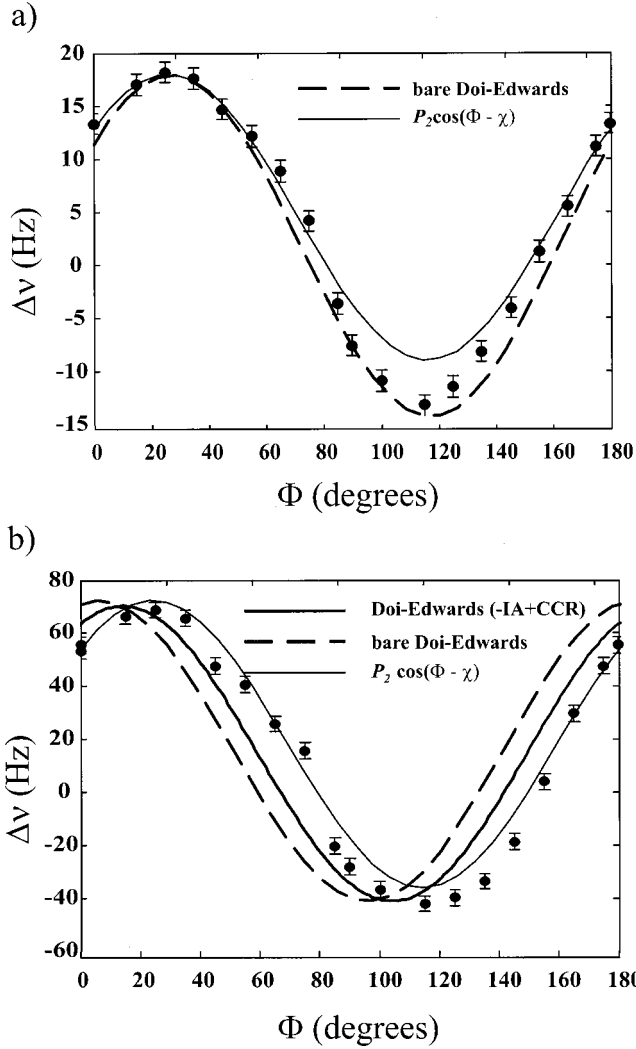 a)
20
15
10
5
0
-5
-10
-15
Δν (Hz)
bare Doi-Edwards
P₂cos(Φ - χ)
0 20 40 60 80 100 120 140 160 180
Φ (degrees)
b)
80
60
40
20
0
-20
-40
-60
Δν (Hz)
Doi-Edwards (-IA+CCR)
bare Doi-Edwards
P₂ cos(Φ - χ)
0 20 40 60 80 100 120 140 160 180
Φ (degrees)